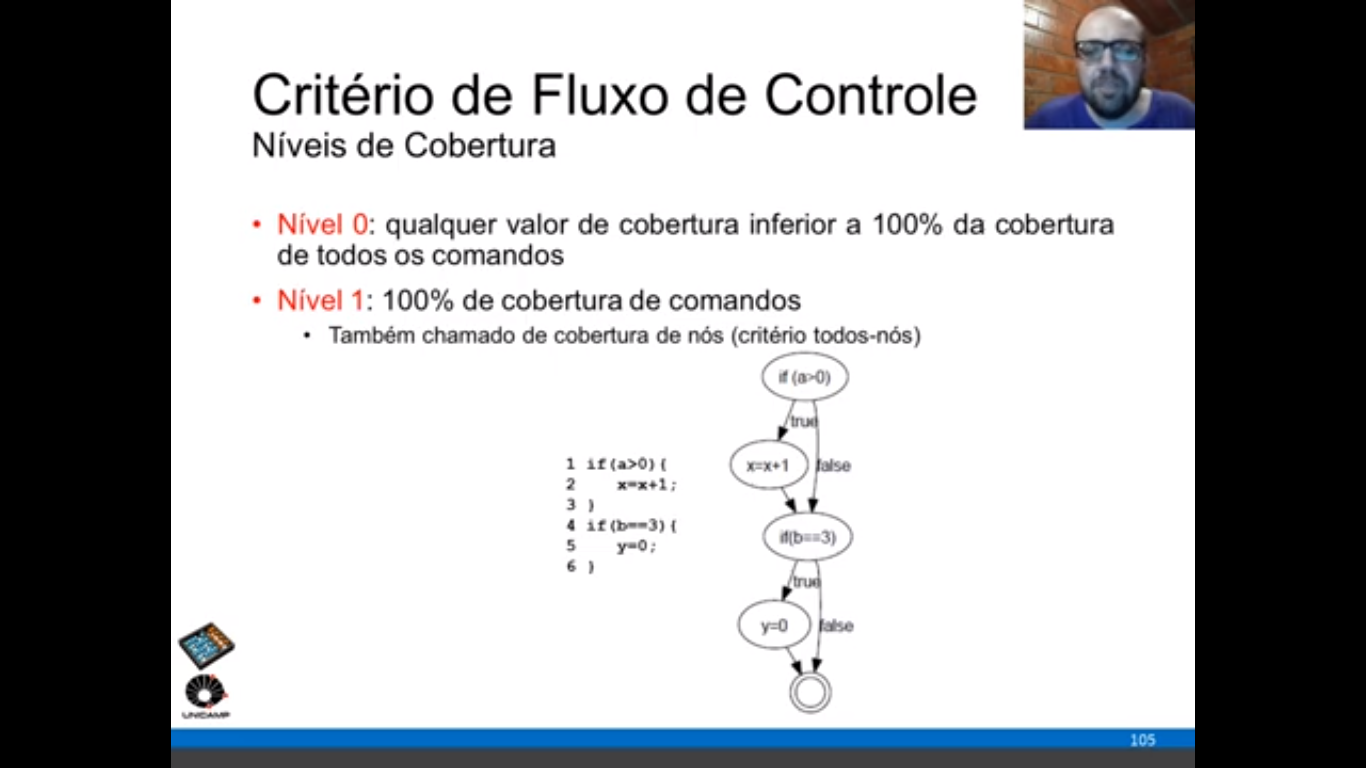 Critério de Fluxo de Controle
Níveis de Cobertura
• Nível 0: qualquer valor de cobertura inferior a 100% da cobertura
de todos os comandos
• Nível 1: 100% de cobertura de comandos
• Também chamado de cobertura de nós (critério todos-nós)
1 if(a>0){
2 x=x+1;
3 }
4 if(b==3){
5 y=0;
6 }
if (a>0)
true
x=x+1
false
if(b==3)
true
y=0
false
UNICAMP
105